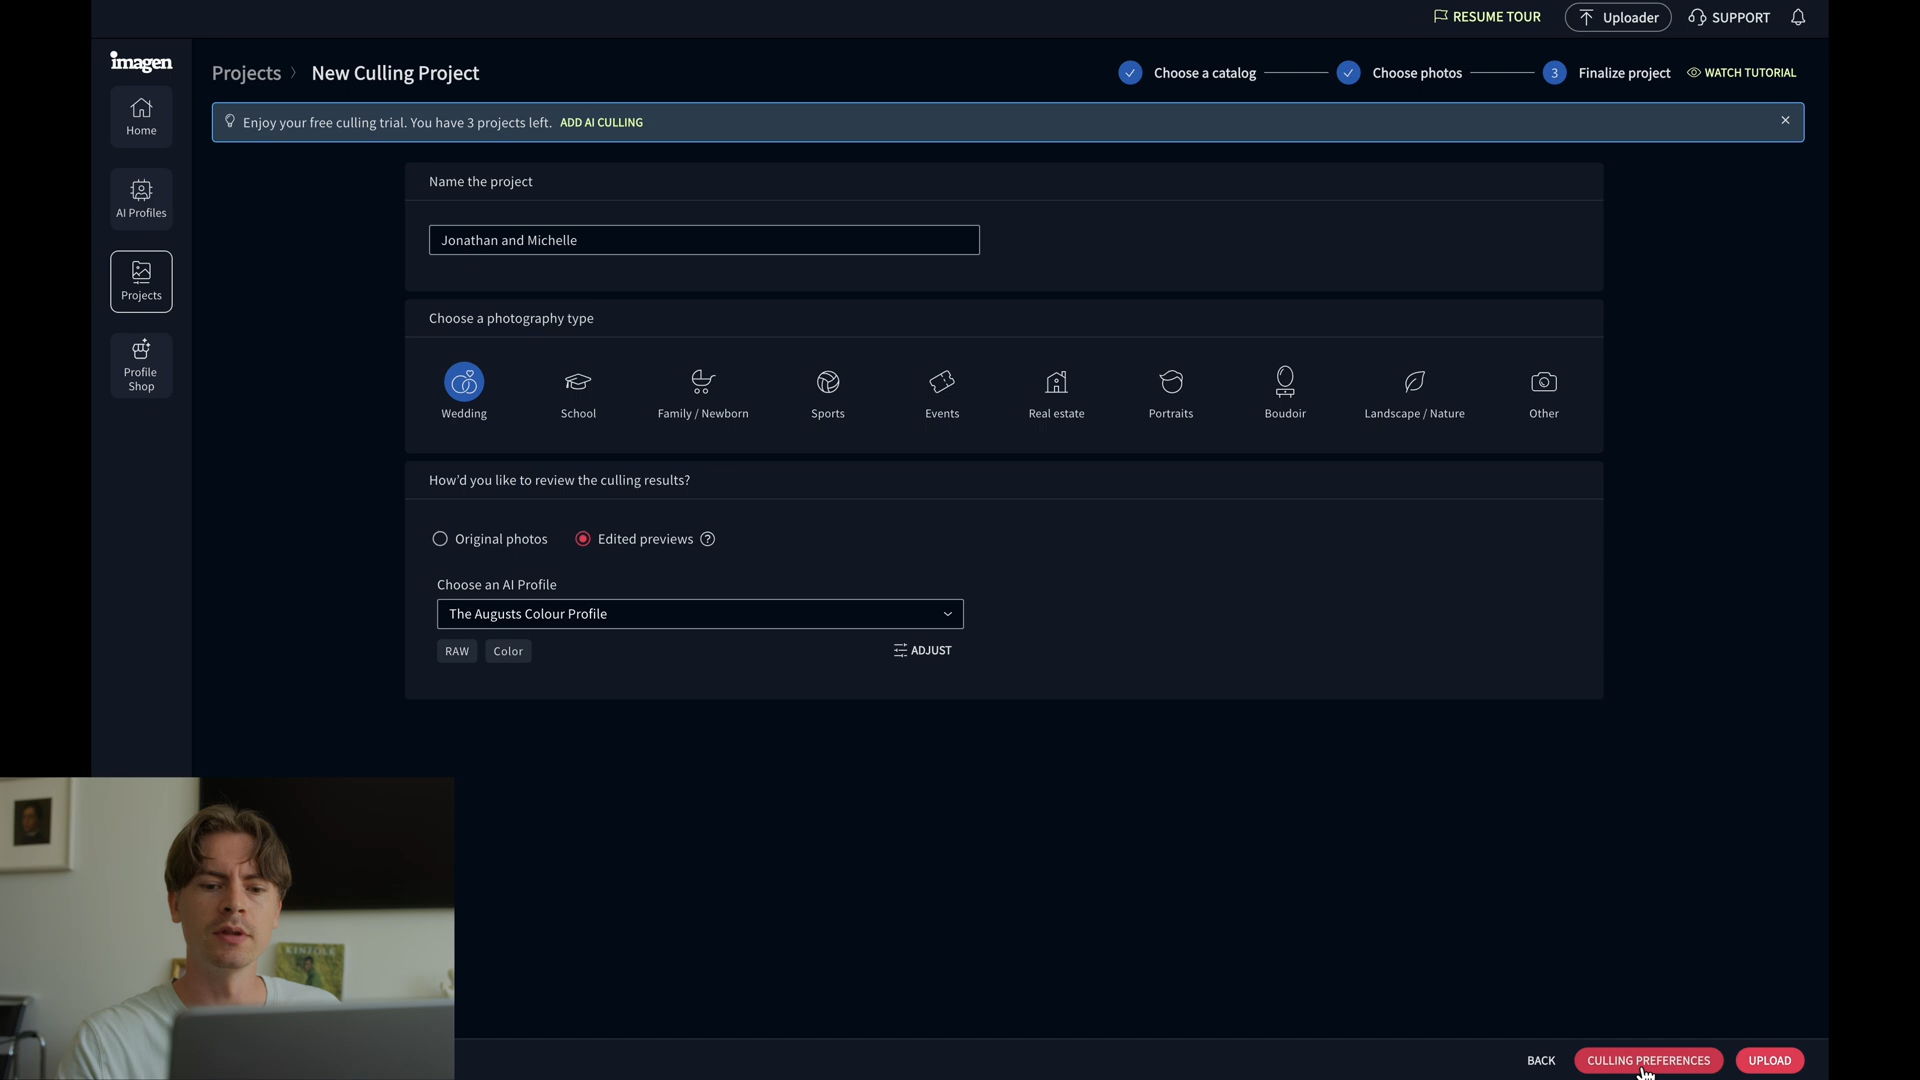 RESUME TOUR
Uploader
SUPPORT
imagen
Projects
New Culling Project
Choose a catalog
Choose photos
3
Finalize project
WATCH TUTORIAL
Enjoy your free culling trial. You have 3 projects left. ADD AI CULLING
Home
AI Profiles
Projects
Profile
Shop
Name the project
Jonathan and Michelle
Choose a photography type
Wedding
School
Family / Newborn
Sports
Events
Real estate
Portraits
Boudoir
Landscape / Nature
Other
How'd you like to review the culling results?
Original photos
Edited previews ?
Choose an AI Profile
The Augusts Colour Profile
RAW
Color
ADJUST
KINFOLK
BACK
CULLING PREFERENCES
UPLOAD